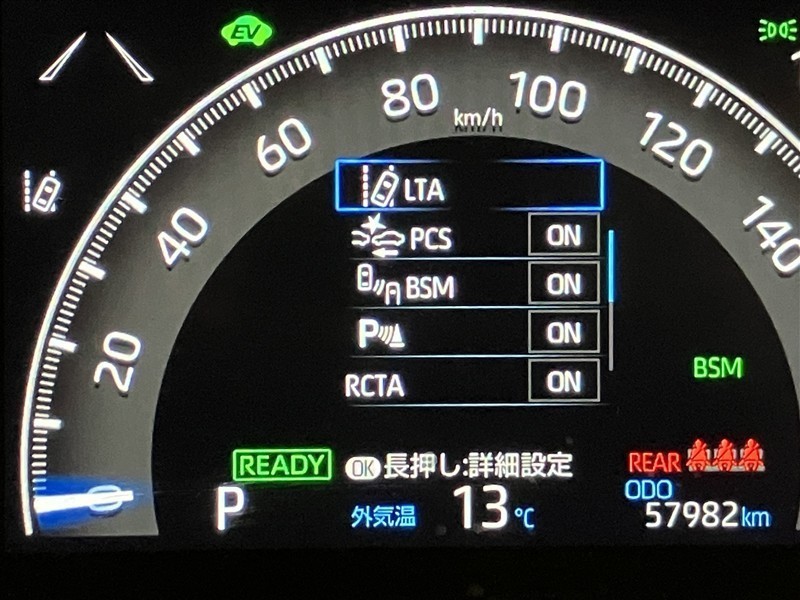 EV
80
km/h
100
60
120
LTA
40
140
PCS ON
BSM ON
P ON
20
BSM
RCTA ON
READY
OK 長押し:詳細設定
REAR
0
P
外気温 13℃
ODO
57982km